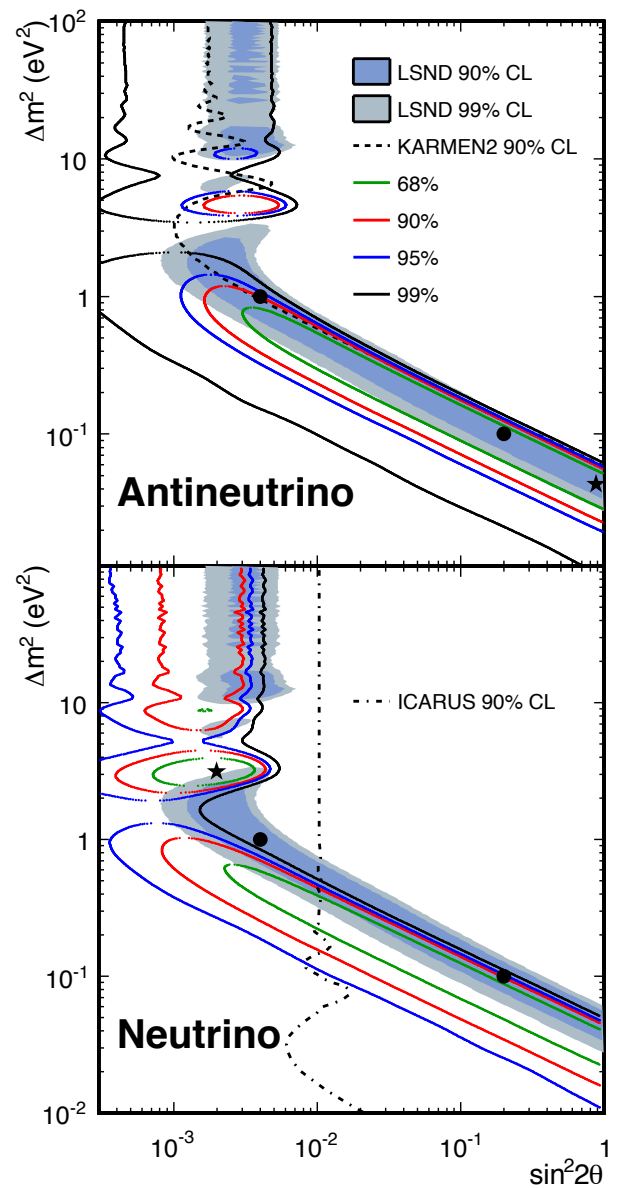 10²
Δm² (eV²)
LSND 90% CL
LSND 99% CL
KARMEN2 90% CL
10
68%
90%
95%
1
99%
10⁻¹
Antineutrino
Δm² (eV²)
10
ICARUS 90% CL
1
10⁻¹
Neutrino
10⁻²
10⁻³ 10⁻² 10⁻¹ 1
sin²2θ